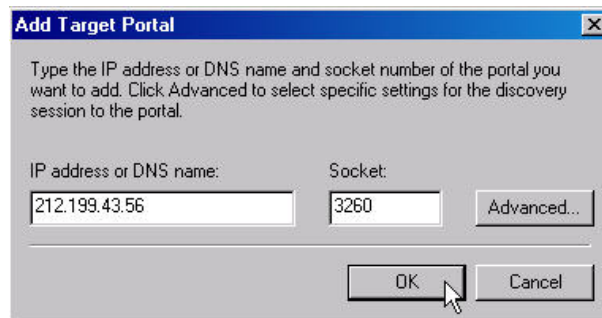 Add Target Portal
Type the IP address or DNS name and socket number of the portal you
want to add. Click Advanced to select specific settings for the discovery
session to the portal.
IP address or DNS name: Socket:
212.199.43.56 3260 Advanced...
OK Cancel